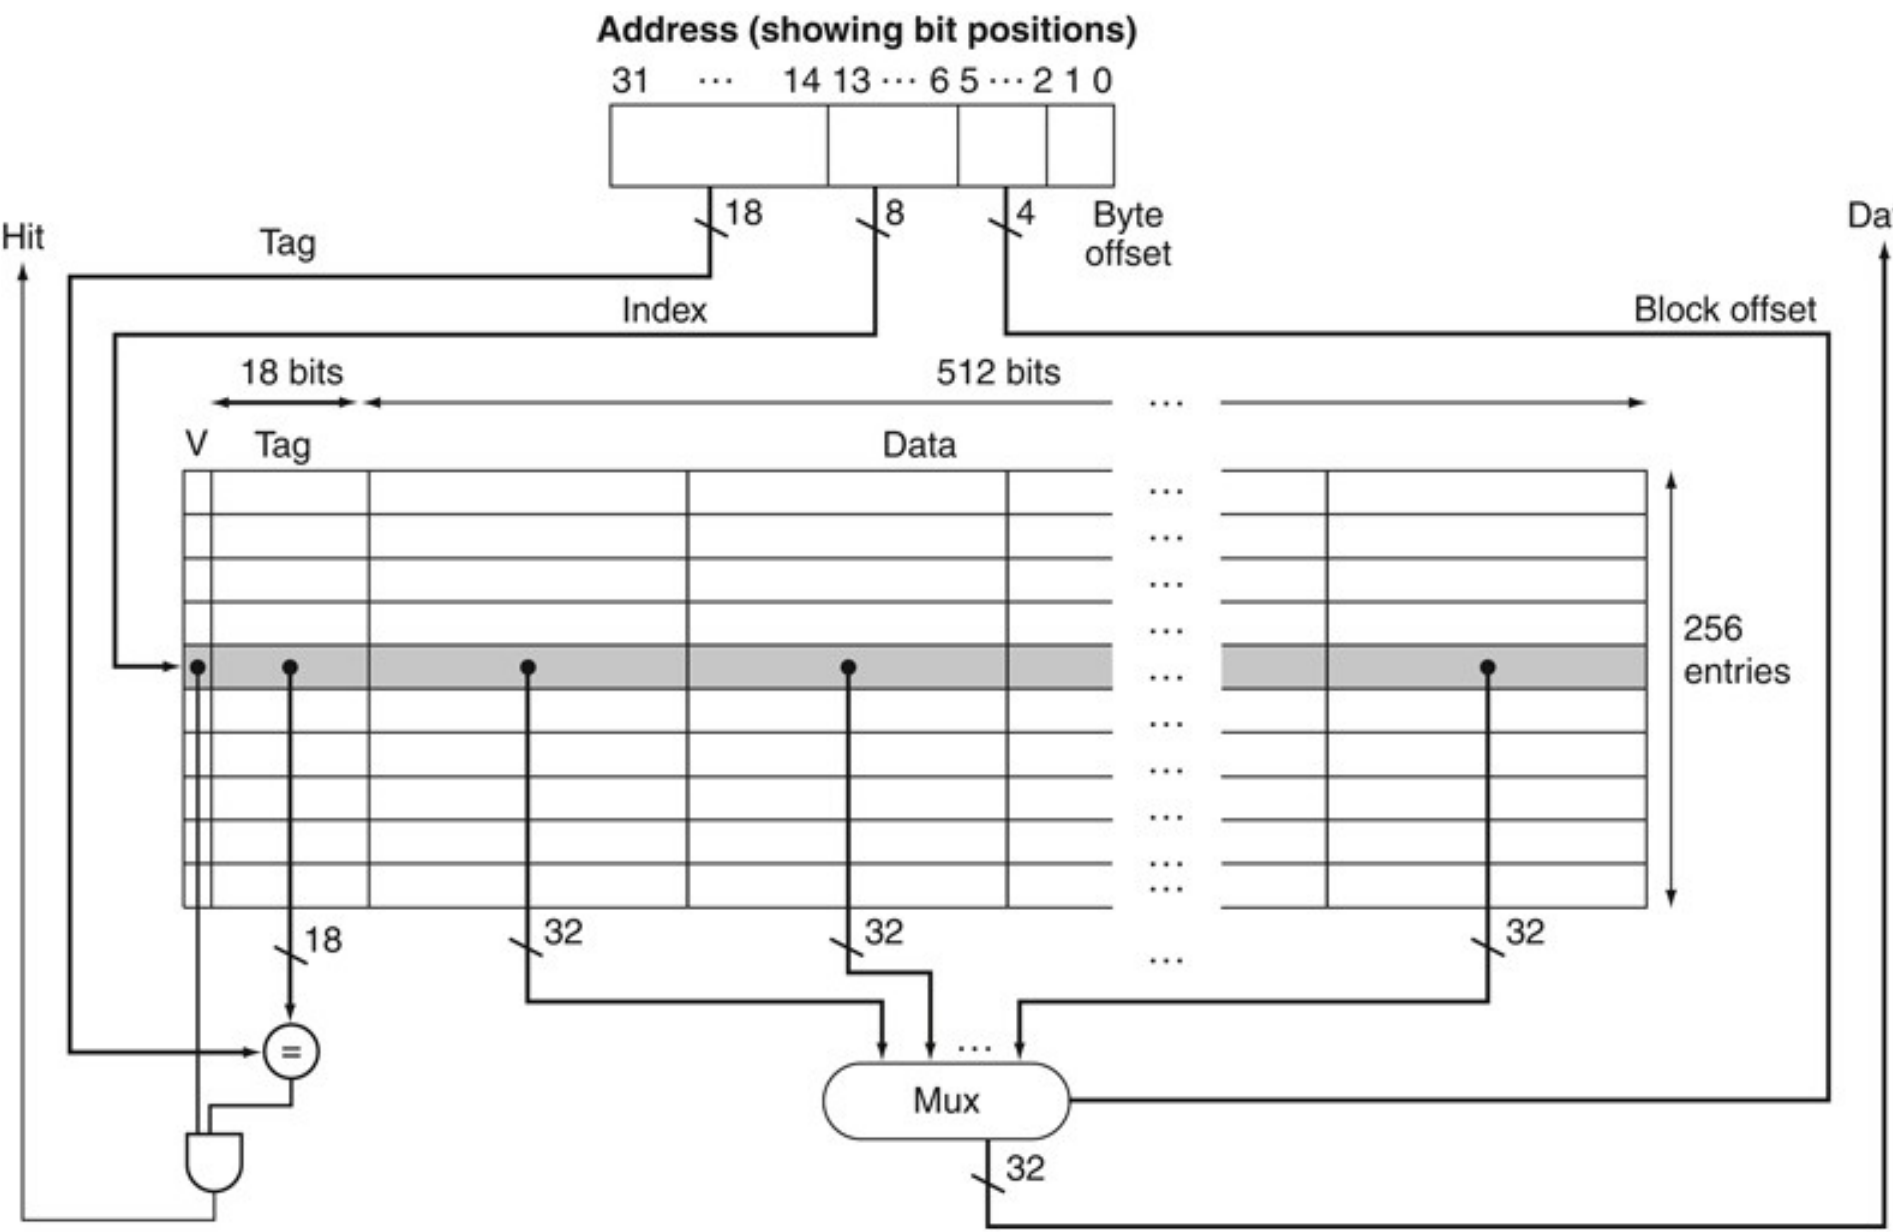 Address (showing bit positions)
31 ... 14 13 ... 6 5 ... 2 1 0
18 8 4 Byte
offset
Hit
Tag
Da
Index
Block offset
18 bits
512 bits
...
V Tag Data
...
...
...
...
...
...
...
...
...
...
256
entries
18 32 32 ... 32
=
...
Mux
32